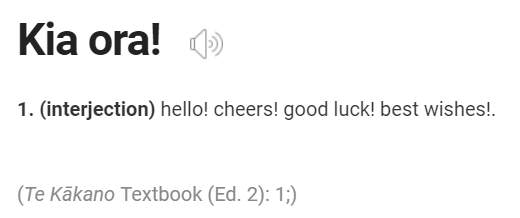 Kia ora!
1. (interjection) hello! cheers! good luck! best wishes!.
(Te Kākano Textbook (Ed. 2): 1;)